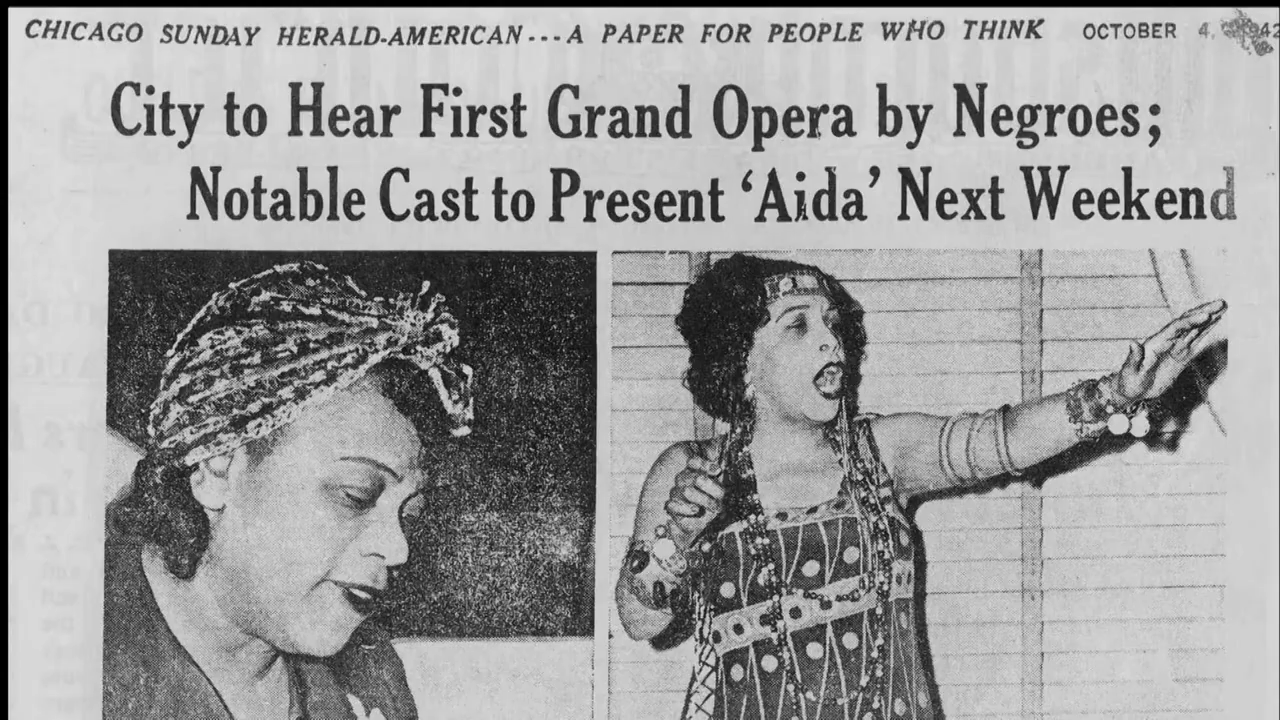 CHICAGO SUNDAY HERALD-AMERICAN---A PAPER FOR PEOPLE WHO THINK OCTOBER 4, 42
City to Hear First Grand Opera by Negroes;
Notable Cast to Present ‘Aida’ Next Weekend